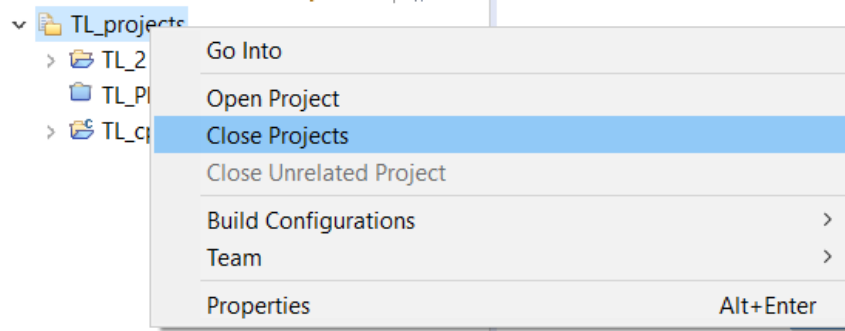 TL_projects
Go Into
TL_2
Open Project
TL_Pl
Close Projects
TL_cp
Close Unrelated Project
Build Configurations
Team
Properties Alt+Enter